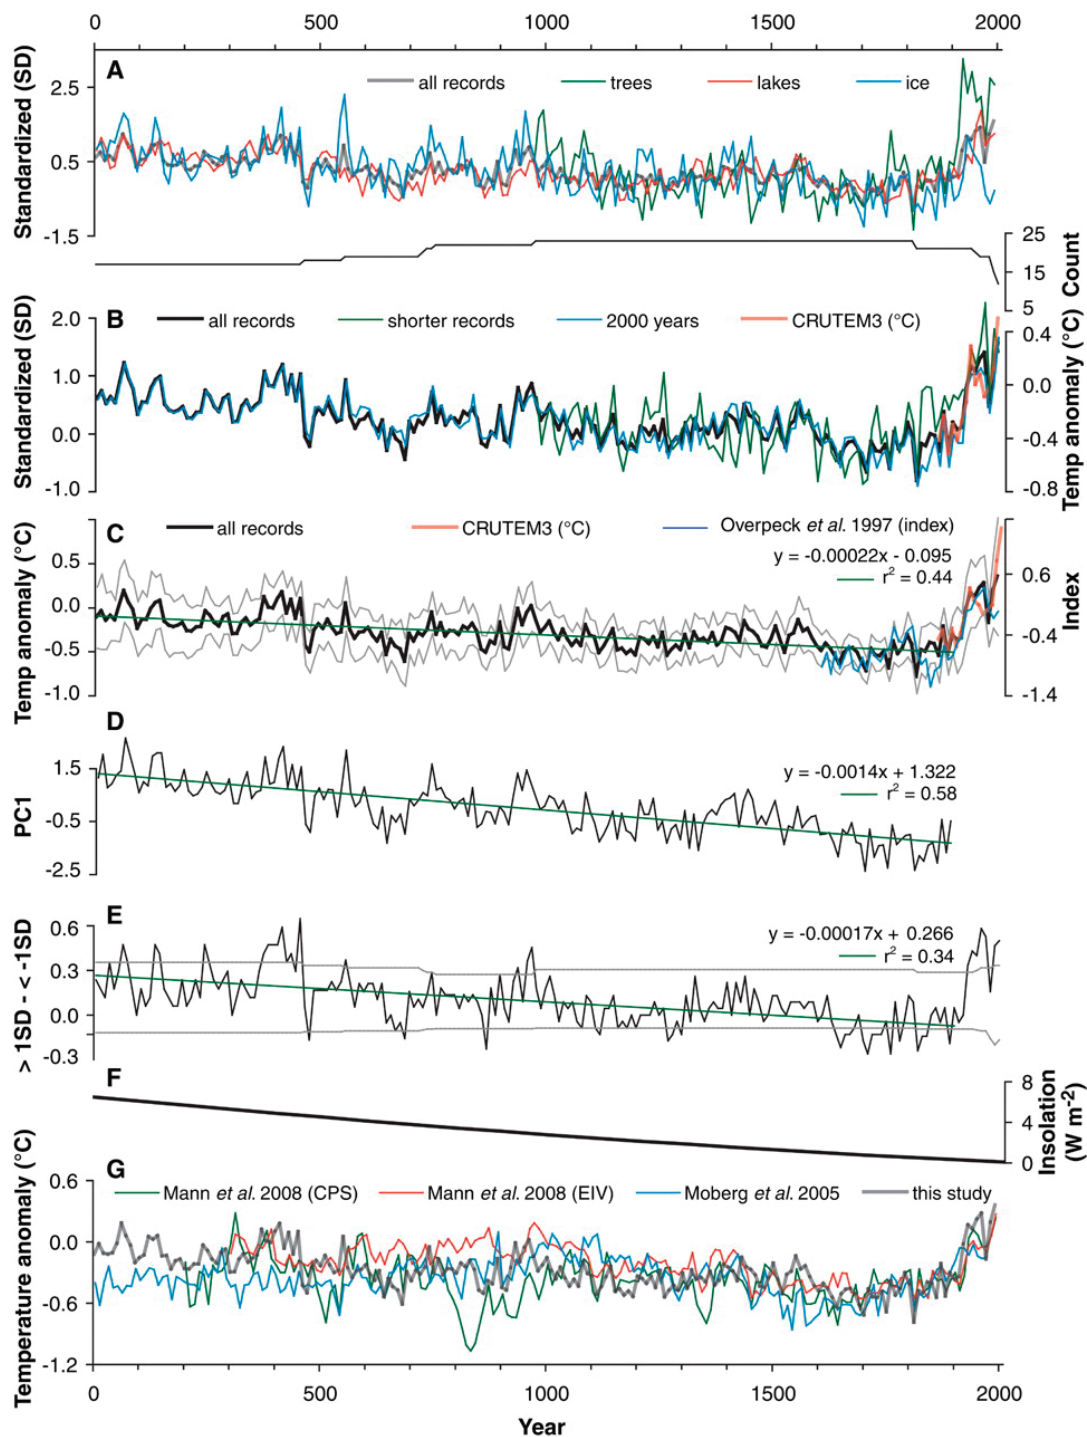 0 500 1000 1500 2000
A
all records trees lakes ice
Standardized (SD)
2.5
0.5
-1.5
25
15
5
Count
B
all records shorter records 2000 years CRUTEM3 (°C)
Standardized (SD)
2.0
1.0
0.0
-1.0
0.4
0.0
-0.4
-0.8
Temp anomaly (°C)
C
all records CRUTEM3 (°C) Overpeck et al. 1997 (index)
y = -0.00022x - 0.095
r² = 0.44
Temp anomaly (°C)
0.5
0.0
-0.5
-1.0
0.6
-0.4
-1.4
Index
D
y = -0.0014x + 1.322
r² = 0.58
PC1
1.5
-0.5
-2.5
E
y = -0.00017x + 0.266
r² = 0.34
> 1SD - < -1SD
0.6
0.3
0.0
-0.3
F
8
4
0
Insolation
(W m⁻²)
G
Mann et al. 2008 (CPS) Mann et al. 2008 (EIV) Moberg et al. 2005 this study
Temperature anomaly (°C)
0.6
0.0
-0.6
-1.2
0 500 1000 1500 2000
Year